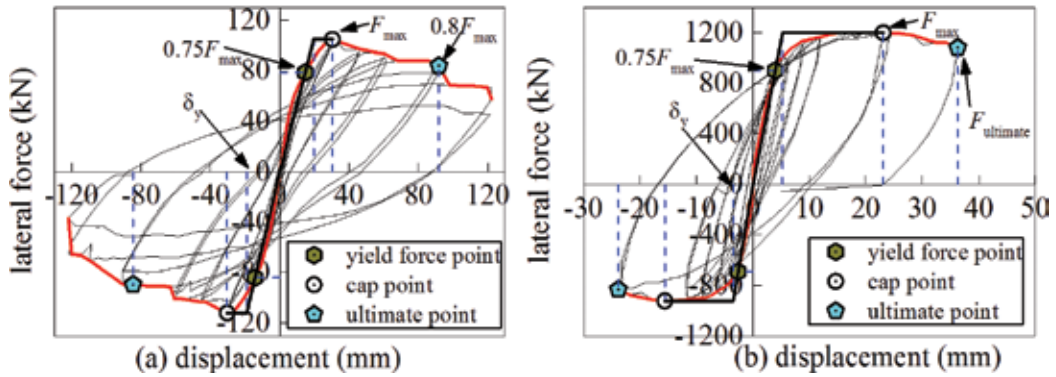 120
80
40
0
-40
-80
-120
-120
-80
-40
40
80
120
lateral force (kN)
0.75Fmax
Fmax
0.8Fmax
δy
yield force point
cap point
ultimate point
(a) displacement (mm)
1200
800
400
0
-400
-800
-1200
-30
-20
-10
0
10
20
30
40
50
lateral force (kN)
0.75Fmax
Fmax
Fultimate
δy
yield force point
cap point
ultimate point
(b) displacement (mm)